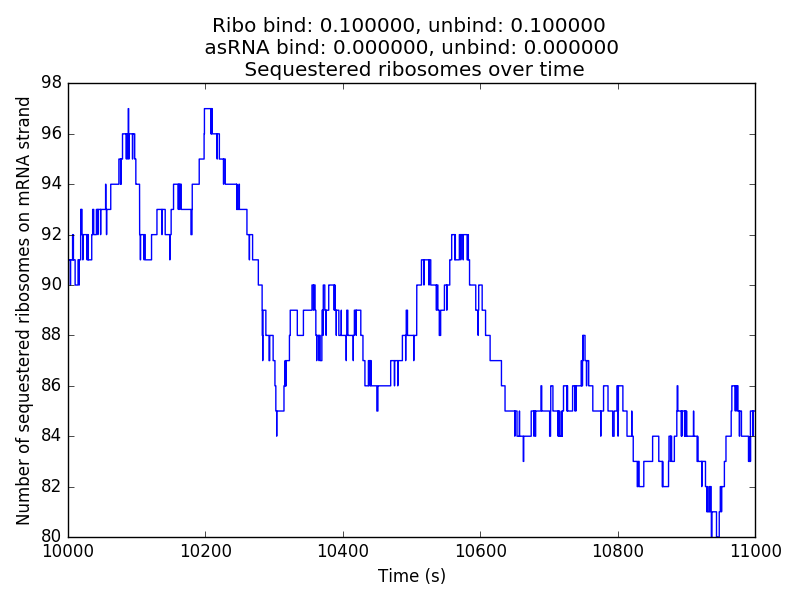 Ribo bind: 0.100000, unbind: 0.100000
asRNA bind: 0.000000, unbind: 0.000000
Sequestered ribosomes over time
Number of sequestered ribosomes on mRNA strand
98
96
94
92
90
88
86
84
82
80
10000 10200 10400 10600 10800 11000
Time (s)